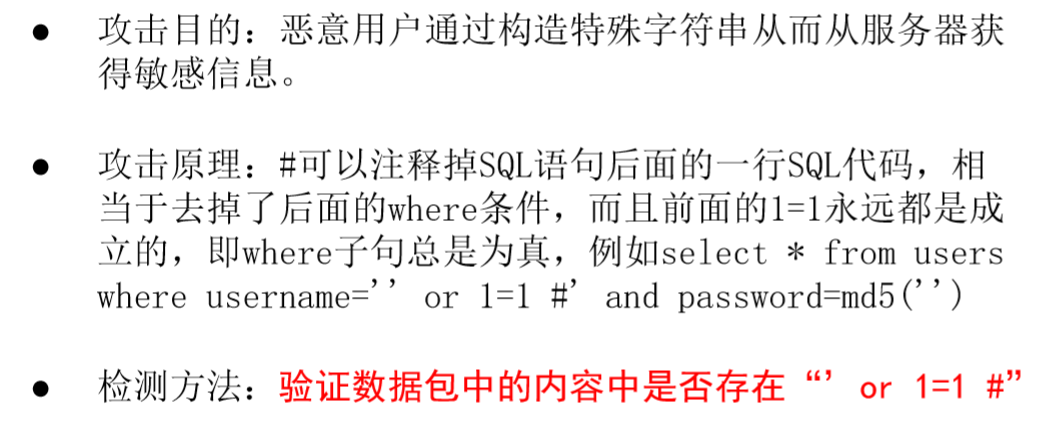 ● 攻击目的：恶意用户通过构造特殊字符串从而从服务器获
得敏感信息。
● 攻击原理：#可以注释掉SQL语句后面的一行SQL代码，相
当于去掉了后面的where条件，而且前面的1=1永远都是成
立的，即where子句总是为真，例如select * from users
where username='' or 1=1 #' and password=md5('')
● 检测方法：验证数据包中的内容中是否存在“’ or 1=1 #”